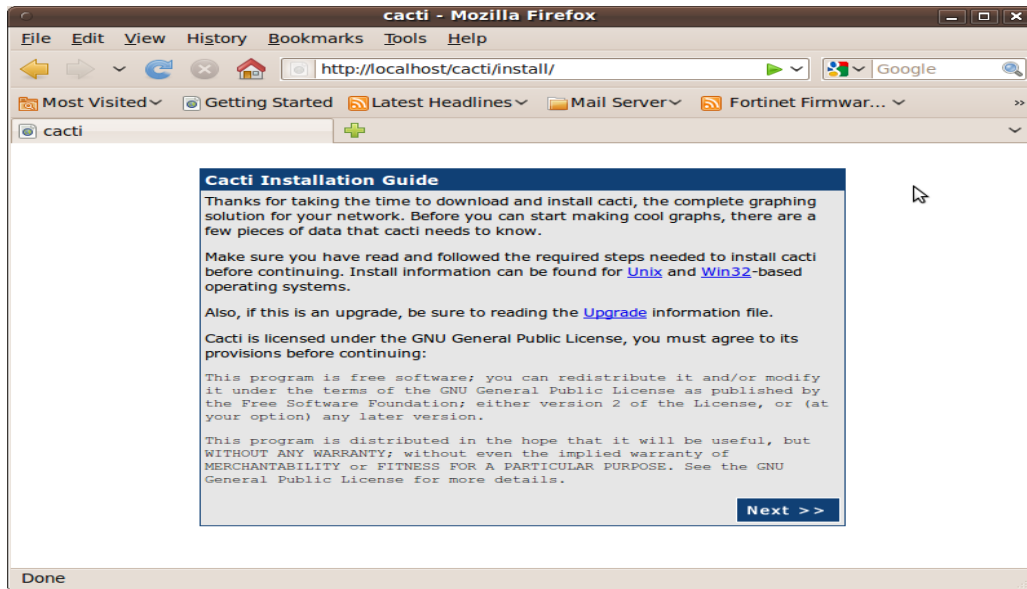 cacti - Mozilla Firefox
File Edit View History Bookmarks Tools Help
http://localhost/cacti/install/ Google
Most Visited Getting Started Latest Headlines Mail Server Fortinet Firmwar... »
cacti
Cacti Installation Guide
Thanks for taking the time to download and install cacti, the complete graphing
solution for your network. Before you can start making cool graphs, there are a
few pieces of data that cacti needs to know.
Make sure you have read and followed the required steps needed to install cacti
before continuing. Install information can be found for Unix and Win32-based
operating systems.
Also, if this is an upgrade, be sure to reading the Upgrade information file.
Cacti is licensed under the GNU General Public License, you must agree to its
provisions before continuing:
This program is free software; you can redistribute it and/or modify
it under the terms of the GNU General Public License as published by
the Free Software Foundation; either version 2 of the License, or (at
your option) any later version.
This program is distributed in the hope that it will be useful, but
WITHOUT ANY WARRANTY; without even the implied warranty of
MERCHANTABILITY or FITNESS FOR A PARTICULAR PURPOSE. See the GNU
General Public License for more details.
Next >>
Done